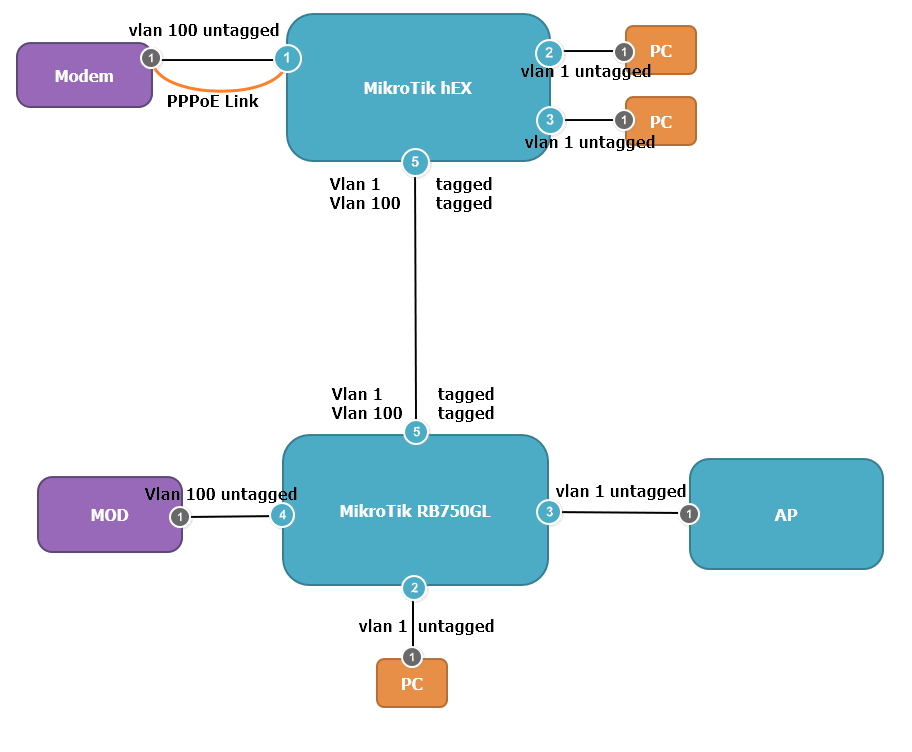 vlan 100 untagged
1
1
Modem
PPPoE Link
MikroTik hEX
2
1
PC
vlan 1 untagged
3
1
PC
vlan 1 untagged
5
Vlan 1 tagged
Vlan 100 tagged
Vlan 1 tagged
Vlan 100 tagged
5
Vlan 100 untagged
MOD
1
4
MikroTik RB750GL
3
vlan 1 untagged
1
AP
2
vlan 1 untagged
1
PC